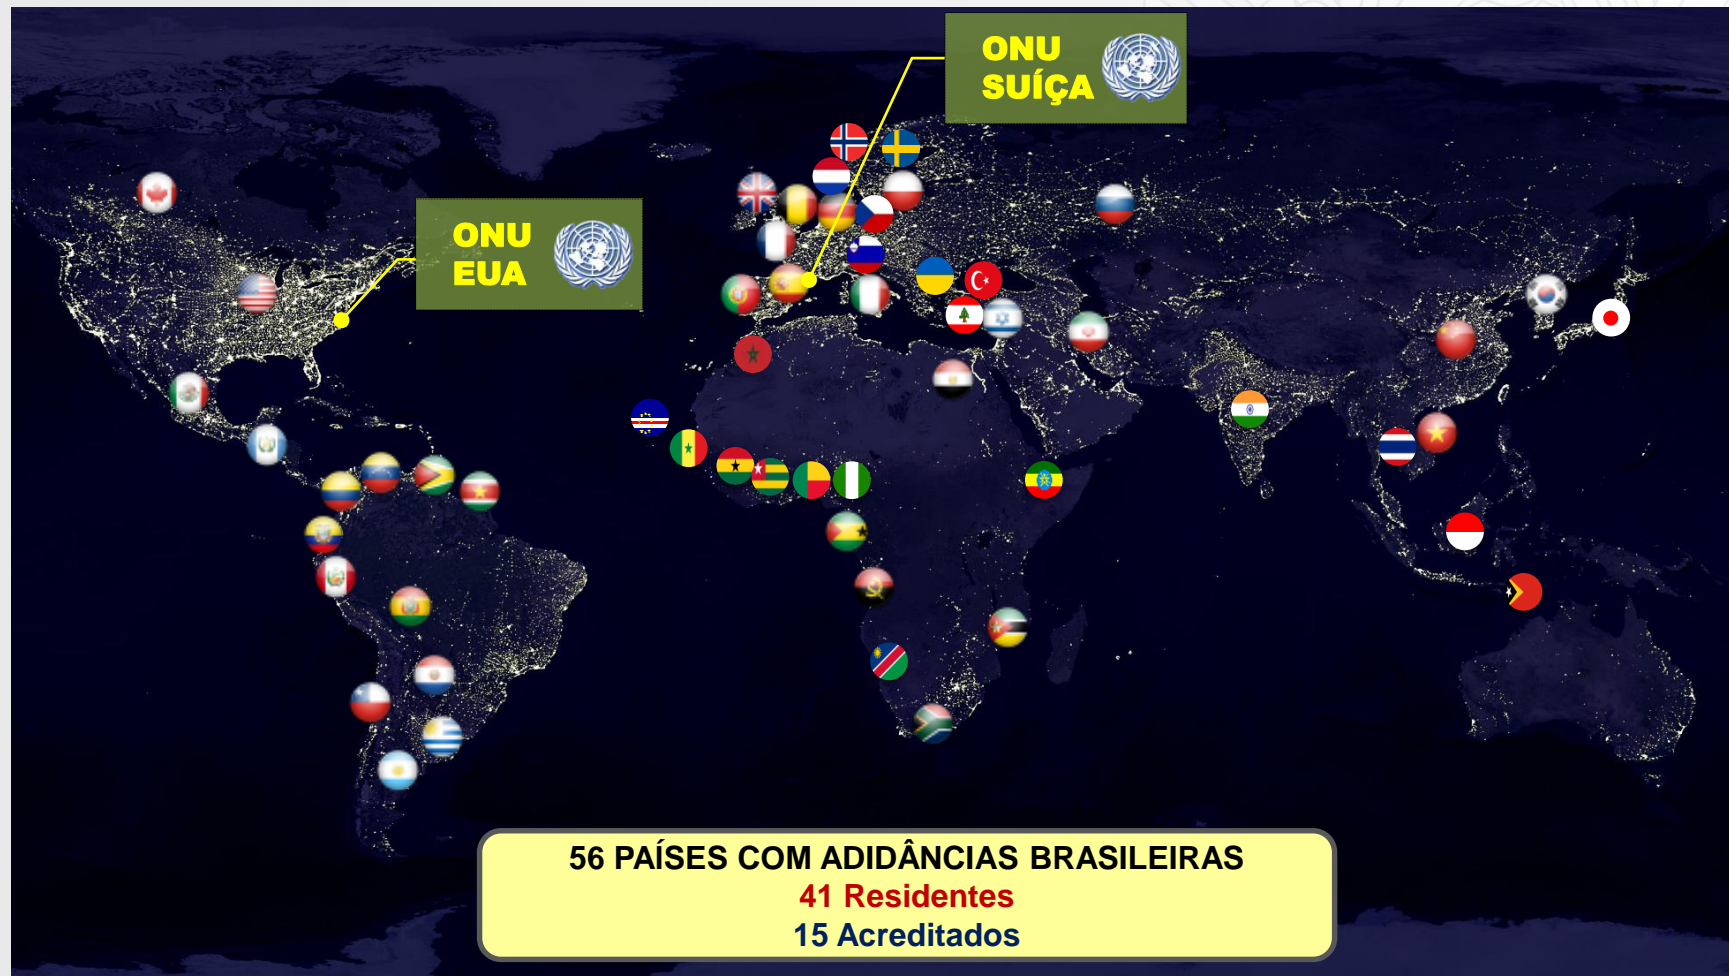 ONU
SUÍÇA
ONU
EUA
56 PAÍSES COM ADIDÂNCIAS BRASILEIRAS
41 Residentes
15 Acreditados